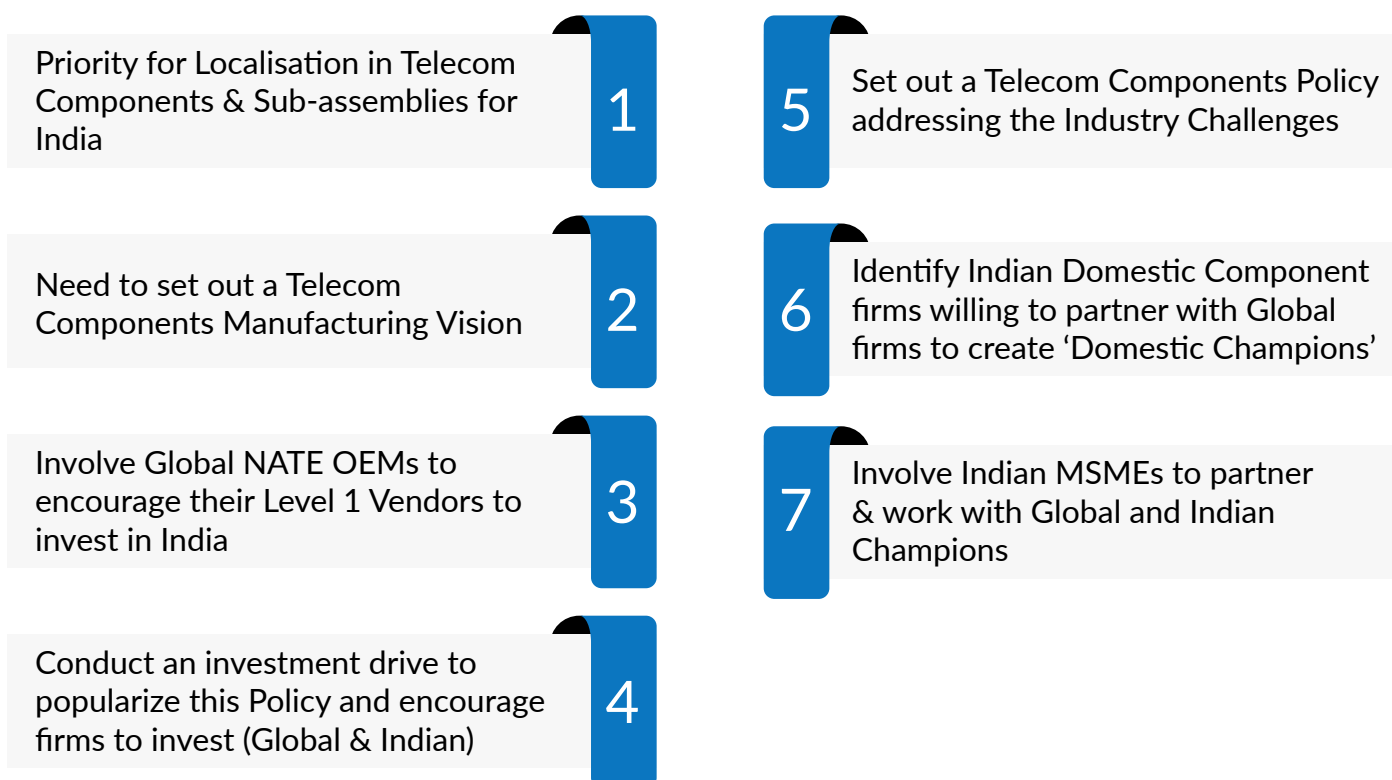 Priority for Localisation in Telecom
Components & Sub-assemblies for
India
1
Need to set out a Telecom
Components Manufacturing Vision
2
Involve Global NATE OEMs to
encourage their Level 1 Vendors to
invest in India
3
Conduct an investment drive to
popularize this Policy and encourage
firms to invest (Global & Indian)
4
5
Set out a Telecom Components Policy
addressing the Industry Challenges
6
Identify Indian Domestic Component
firms willing to partner with Global
firms to create ‘Domestic Champions’
7
Involve Indian MSMEs to partner
& work with Global and Indian
Champions